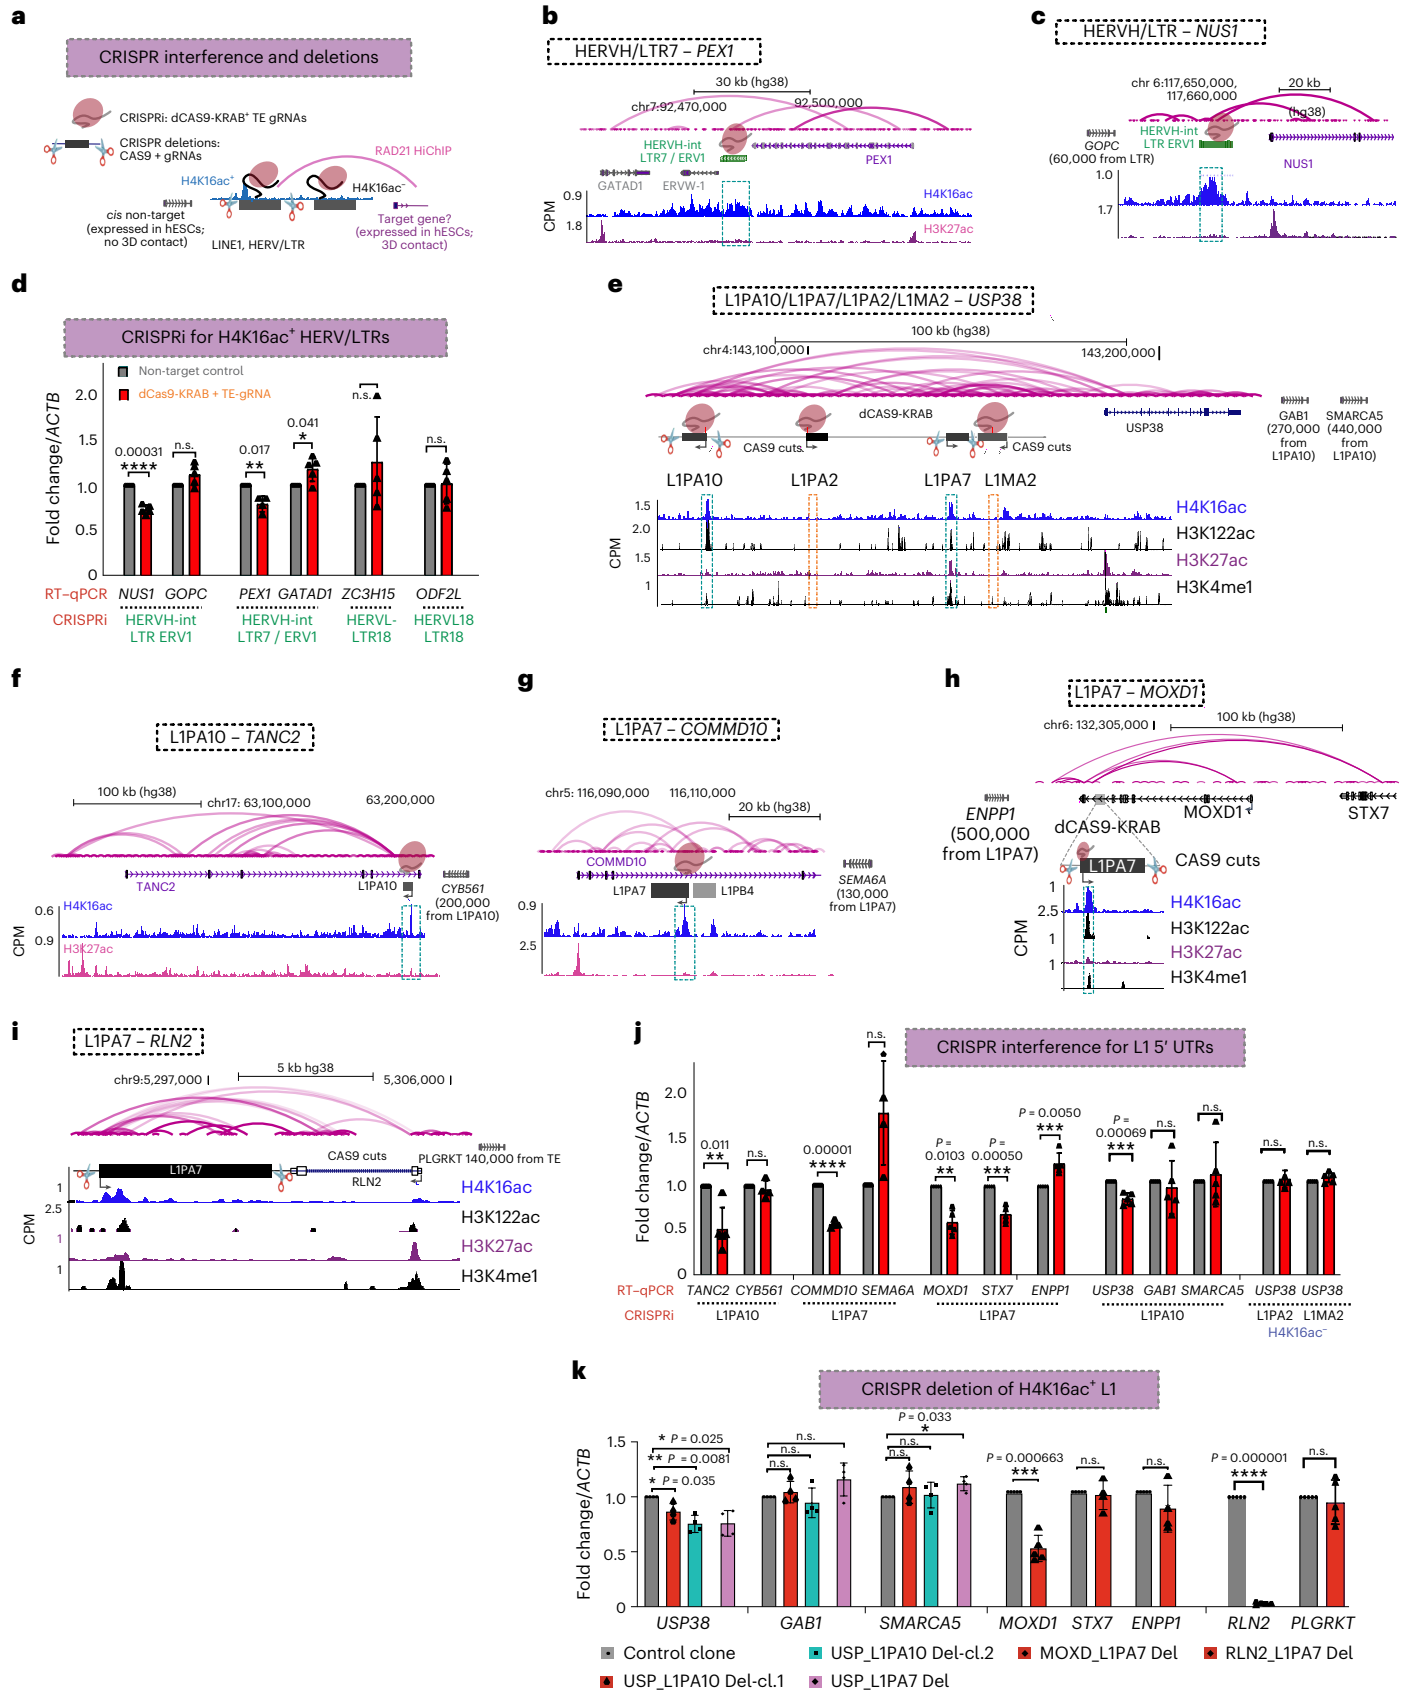 a
CRISPR interference and deletions
CRISPRi: dCAS9-KRAB+ TE gRNAs
CRISPR deletions:
CAS9 + gRNAs
RAD21 HiChIP
H4K16ac+
H4K16ac−
cis non-target
(expressed in hESCs;
no 3D contact)
LINE1, HERV/LTR
Target gene?
(expressed in hESCs;
3D contact)
b
HERVH/LTR7 – PEX1
30 kb (hg38)
chr7:92,470,000
92,500,000
HERVH-int
LTR7 / ERV1
PEX1
GATAD1
ERVW-1
0.9
1.8
CPM
H4K16ac
H3K27ac
c
HERVH/LTR – NUS1
chr 6:117,650,000,
117,660,000
20 kb
(hg38)
HERVH-int
LTR ERV1
GOPC
(60,000 from LTR)
NUS1
1.0
1.7
d
CRISPRi for H4K16ac+ HERV/LTRs
Non-target control
dCas9-KRAB + TE-gRNA
Fold change/ACTB
2.0
1.5
1.0
0.5
0
0.00031
****
n.s.
0.017
**
0.041
*
n.s.
n.s.
RT–qPCR
NUS1 GOPC PEX1 GATAD1 ZC3H15 ODF2L
CRISPRi
HERVH-int
LTR ERV1
HERVH-int
LTR7 / ERV1
HERVL-
LTR18
HERVL18
LTR18
e
L1PA10/L1PA7/L1PA2/L1MA2 – USP38
100 kb (hg38)
chr4:143,100,000
143,200,000
dCAS9-KRAB
CAS9 cuts
CAS9 cuts
USP38
GAB1
(270,000
from
L1PA10)
SMARCA5
(440,000
from
L1PA10)
L1PA10 L1PA2 L1PA7 L1MA2
CPM
1.5
2.0
1.5
1
H4K16ac
H3K122ac
H3K27ac
H3K4me1
f
L1PA10 – TANC2
100 kb (hg38)
chr17: 63,100,000
63,200,000
TANC2
L1PA10
CYB561
(200,000
from L1PA10)
CPM
0.6
0.9
H4K16ac
H3K27ac
g
L1PA7 – COMMD10
chr5: 116,090,000
116,110,000
20 kb (hg38)
COMMD10
L1PA7
L1PB4
SEMA6A
(130,000
from L1PA7)
0.9
2.5
h
L1PA7 – MOXD1
chr6: 132,305,000
100 kb (hg38)
ENPP1
(500,000
from L1PA7)
MOXD1
STX7
dCAS9-KRAB
L1PA7
CAS9 cuts
CPM
1
2.5
1
1
H4K16ac
H3K122ac
H3K27ac
H3K4me1
i
L1PA7 – RLN2
5 kb hg38
chr9:5,297,000
5,306,000
L1PA7
CAS9 cuts
RLN2
PLGRKT 140,000 from TE
CPM
1
2.5
1
1
H4K16ac
H3K122ac
H3K27ac
H3K4me1
j
CRISPR interference for L1 5′ UTRs
Fold change/ACTB
2.0
1.5
1.0
0.5
0
0.011
**
n.s.
0.00001
****
n.s.
P =
0.0103
**
P =
0.00050
***
P = 0.0050
***
P =
0.00069
***
n.s.
n.s.
n.s.
n.s.
RT–qPCR
TANC2 CYB561 COMMD10 SEMA6A MOXD1 STX7 ENPP1 USP38 GAB1 SMARCA5 USP38 USP38
CRISPRi
L1PA10 L1PA7 L1PA7 L1PA10 L1PA2 L1MA2
H4K16ac−
k
CRISPR deletion of H4K16ac+ L1
Fold change/ACTB
1.5
1.0
0.5
0
* P = 0.025
** P = 0.0081
* P = 0.035
n.s.
n.s.
n.s.
P = 0.033
*
n.s.
n.s.
P = 0.000663
***
n.s.
n.s.
P = 0.000001
****
n.s.
USP38 GAB1 SMARCA5 MOXD1 STX7 ENPP1 RLN2 PLGRKT
Control clone
USP_L1PA10 Del-cl.2
MOXD_L1PA7 Del
RLN2_L1PA7 Del
USP_L1PA10 Del-cl.1
USP_L1PA7 Del